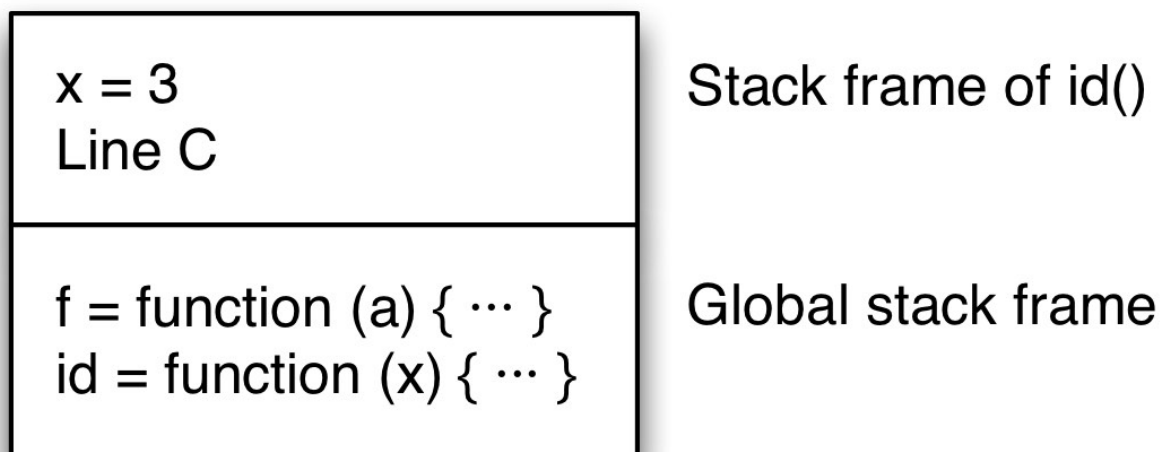 x = 3
Line C
Stack frame of id()
f = function (a) { ··· }
id = function (x) { ··· }
Global stack frame